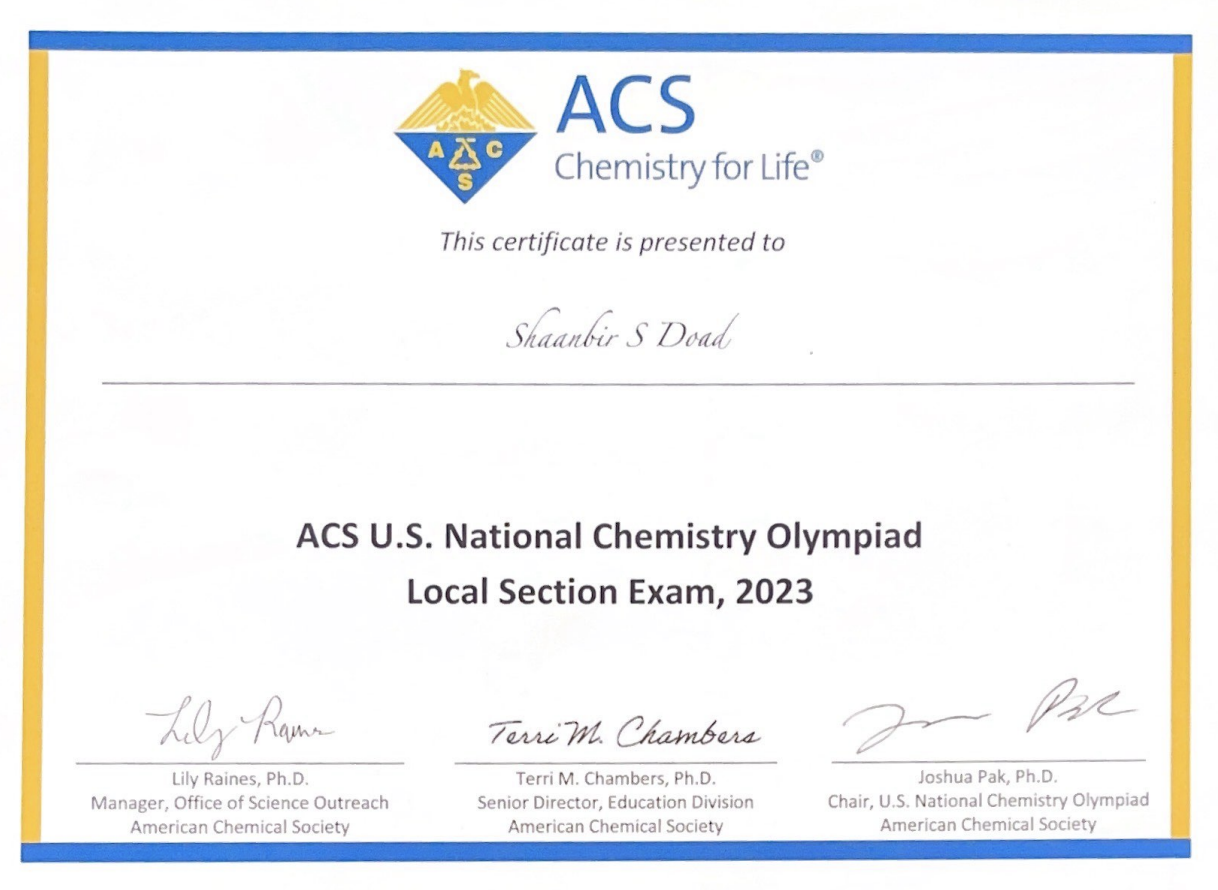 ACS
Chemistry for Life®
A C S
This certificate is presented to
Shaanbir S Doad
ACS U.S. National Chemistry Olympiad
Local Section Exam, 2023
Lily Raines
Terri M. Chambers
Lily Raines, Ph.D.
Manager, Office of Science Outreach
American Chemical Society
Terri M. Chambers, Ph.D.
Senior Director, Education Division
American Chemical Society
Joshua Pak, Ph.D.
Chair, U.S. National Chemistry Olympiad
American Chemical Society